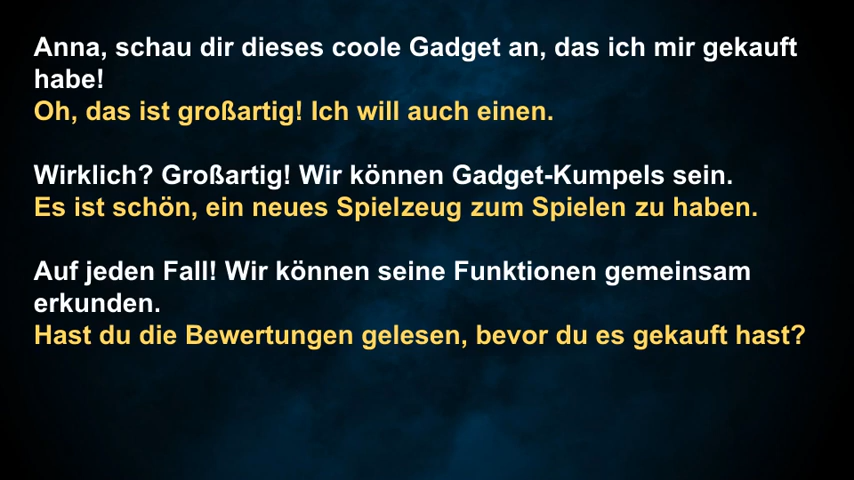 Anna, schau dir dieses coole Gadget an, das ich mir gekauft
habe!
Oh, das ist großartig! Ich will auch einen.
Wirklich? Großartig! Wir können Gadget-Kumpels sein.
Es ist schön, ein neues Spielzeug zum Spielen zu haben.
Auf jeden Fall! Wir können seine Funktionen gemeinsam
erkunden.
Hast du die Bewertungen gelesen, bevor du es gekauft hast?